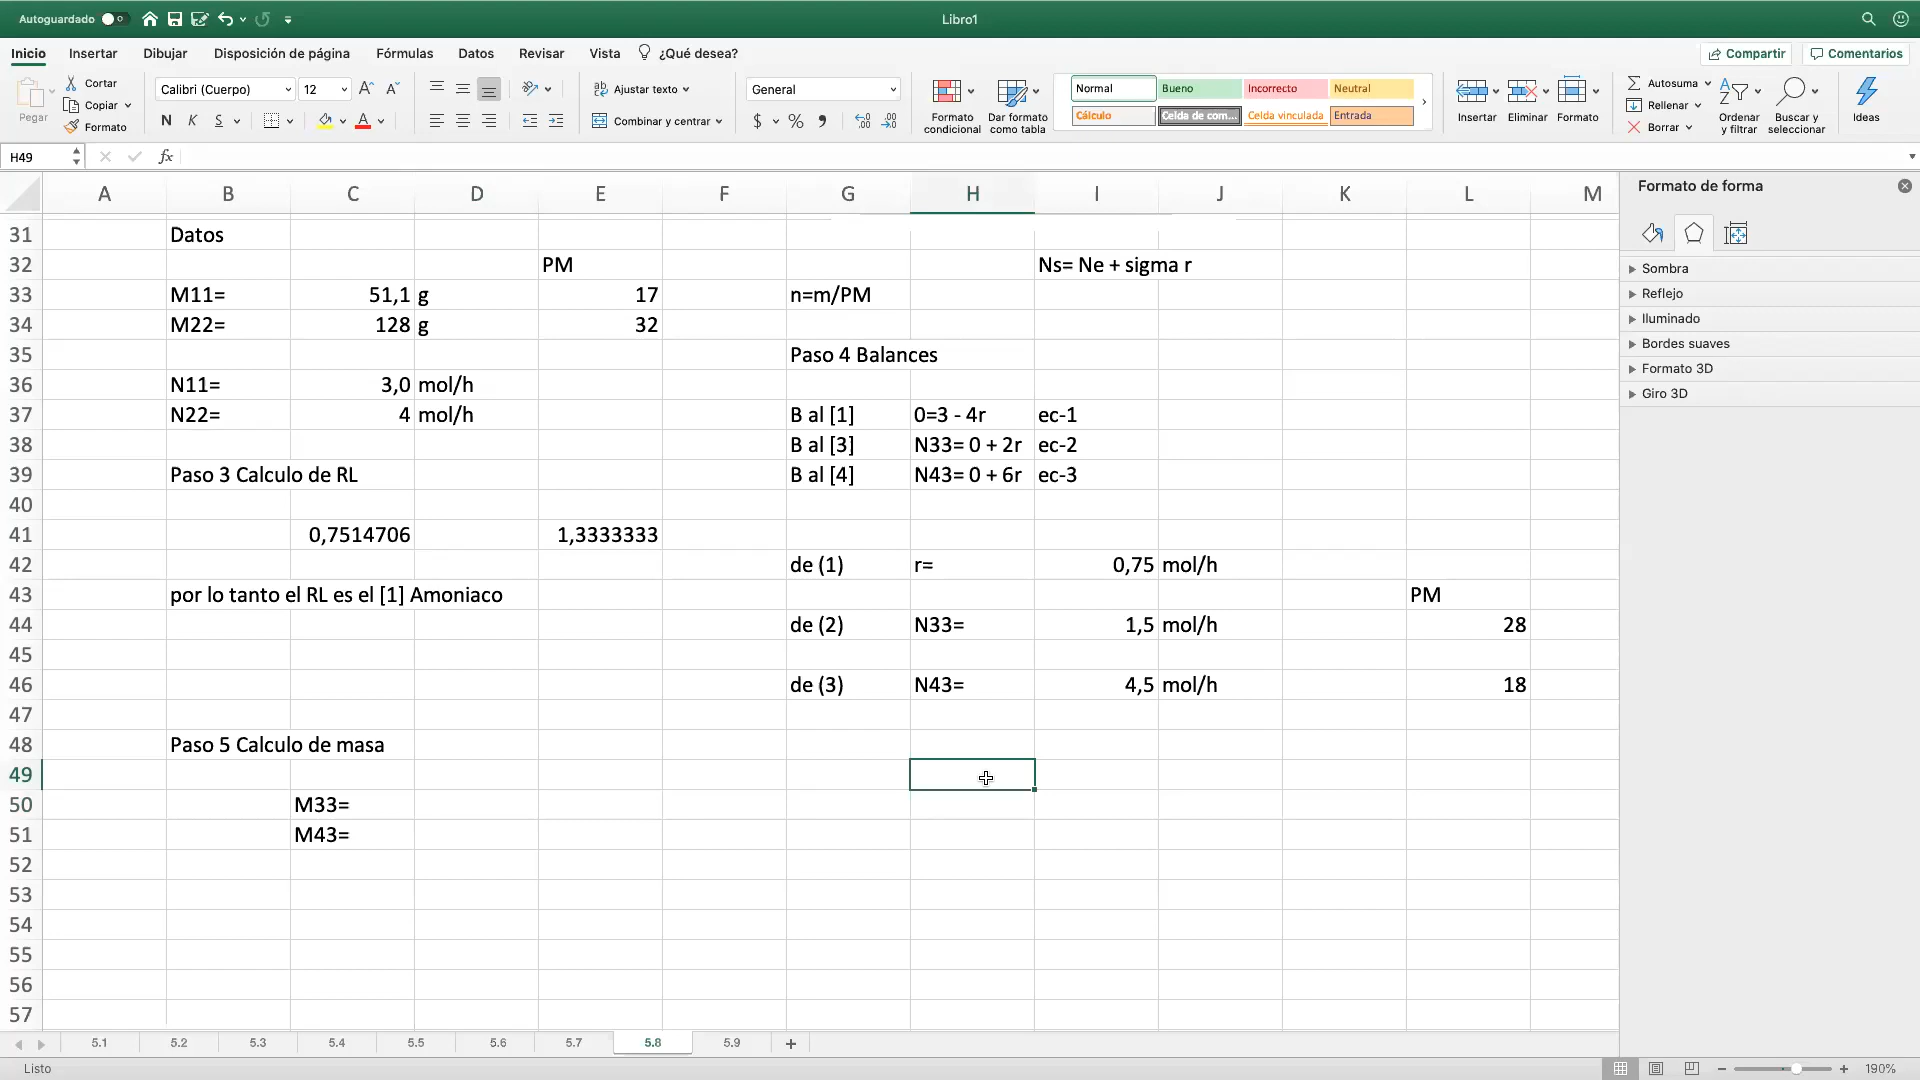 Autoguardado
Libro1
Inicio Insertar Dibujar Disposición de página Fórmulas Datos Revisar Vista ¿Qué desea? Compartir Comentarios
Pegar
Cortar
Copiar
Formato
Calibri (Cuerpo) 12
N K S
Ajustar texto
Combinar y centrar
General
$ %
Formato condicional
Dar formato como tabla
Normal Bueno Incorrecto Neutral
Cálculo Celda de com... Celda vinculada Entrada
Insertar Eliminar Formato
Autosuma
Rellenar
Borrar
Ordenar y filtrar
Buscar y seleccionar
Ideas
H49 fx
A B C D E F G H I J K L M
31 Datos
32 PM Ns= Ne + sigma r
33 M11= 51,1 g 17 n=m/PM
34 M22= 128 g 32
35 Paso 4 Balances
36 N11= 3,0 mol/h
37 N22= 4 mol/h B al [1] 0=3 - 4r ec-1
38 B al [3] N33= 0 + 2r ec-2
39 Paso 3 Calculo de RL B al [4] N43= 0 + 6r ec-3
40
41 0,7514706 1,3333333
42 de (1) r= 0,75 mol/h
43 por lo tanto el RL es el [1] Amoniaco PM
44 de (2) N33= 1,5 mol/h 28
45
46 de (3) N43= 4,5 mol/h 18
47
48 Paso 5 Calculo de masa
49
50 M33=
51 M43=
52
53
54
55
56
57
Formato de forma
Sombra
Reflejo
Iluminado
Bordes suaves
Formato 3D
Giro 3D
5.1 5.2 5.3 5.4 5.5 5.6 5.7 5.8 5.9 +
Listo 190%